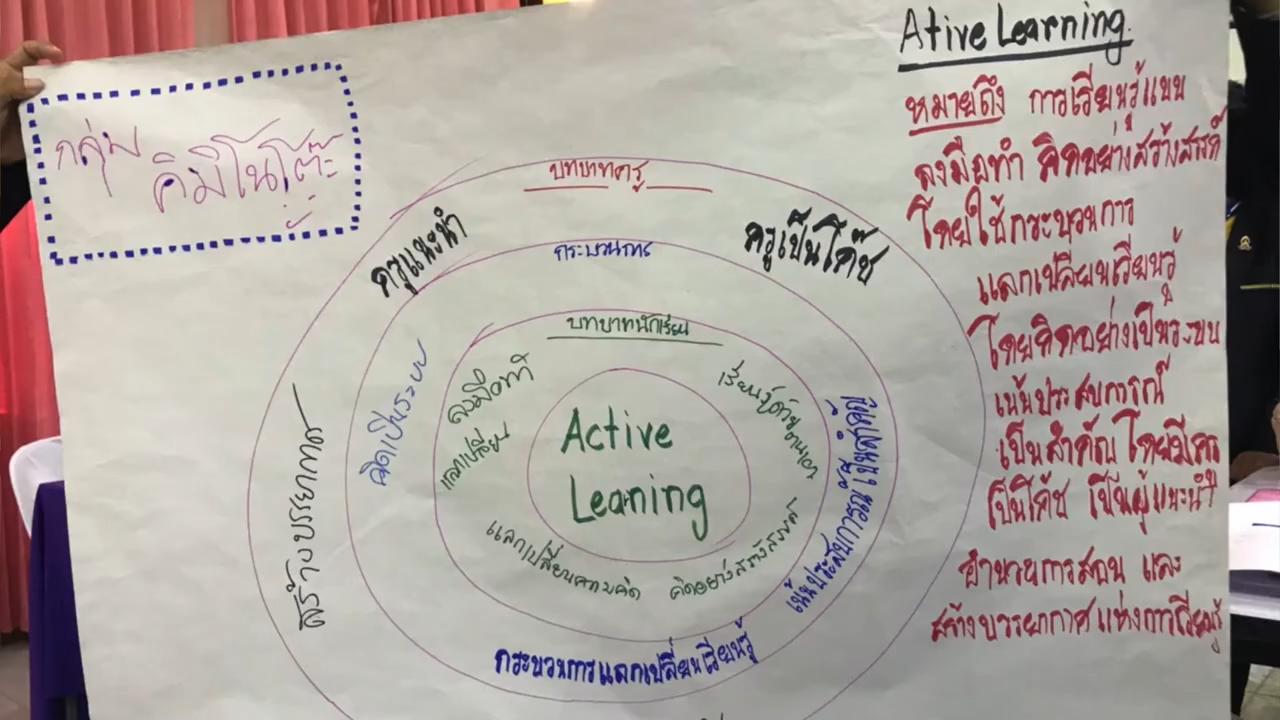 กลุ่ม
คิมิโนโต๊ะ
บทบาทครู
ครูแนะนำ
ครูเป็นโค้ช
สร้างบรรยากาศ
กระบวนการ
คิดเป็นระบบ
เน้นประสบการณ์เป็นสำคัญ
กระบวนการแลกเปลี่ยนเรียนรู้
บทบาทนักเรียน
ลงมือทำ
แลกเปลี่ยน
เรียนรู้ด้วยตนเอง
แลกเปลี่ยนความคิด
คิดอย่างสร้างสรรค์
Active
Leaning
Ative Learning.
หมายถึง การเรียนรู้แบบ
ลงมือทำ คิดอย่างสร้างสรรค์
โดยใช้กระบวนการ
แลกเปลี่ยนเรียนรู้
โดยคิดอย่างเป็นระบบ
เน้นประสบการณ์
เป็นสำคัญ โดยมีครู
เป็นโค้ช เป็นผู้แนะนำ
อำนวยการสอน และ
สร้างบรรยากาศแห่งการเรียนรู้